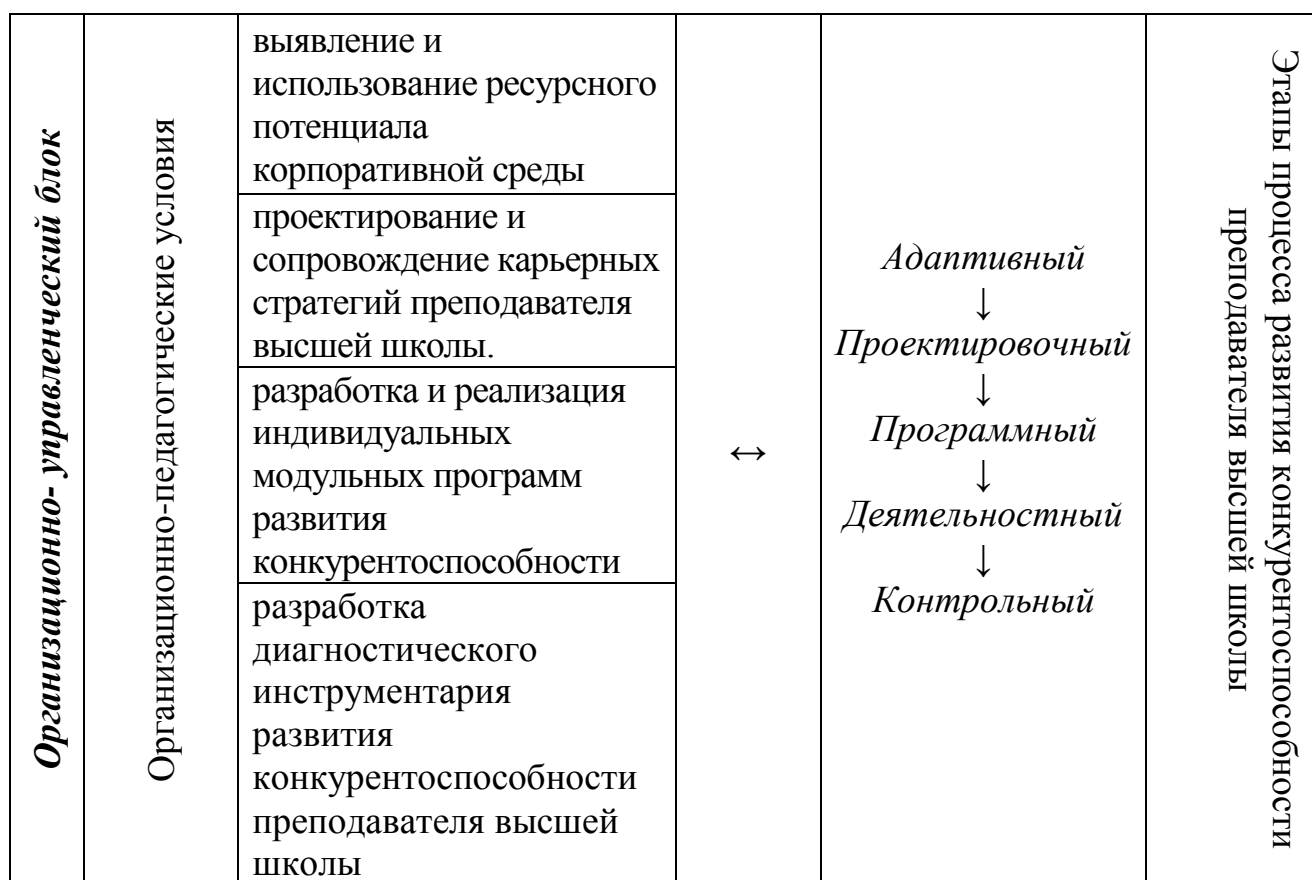 Организационно- управленческий блок
Организационно-педагогические условия
выявление и
использование ресурсного
потенциала
корпоративной среды
проектирование и
сопровождение карьерных
стратегий преподавателя
высшей школы.
разработка и реализация
индивидуальных
модульных программ
развития
конкурентоспособности
разработка
диагностического
инструментария
развития
конкурентоспособности
преподавателя высшей
школы
↔
Адаптивный
↓
Проектировочный
↓
Программный
↓
Деятельностный
↓
Контрольный
Этапы процесса развития конкурентоспособности
преподавателя высшей школы